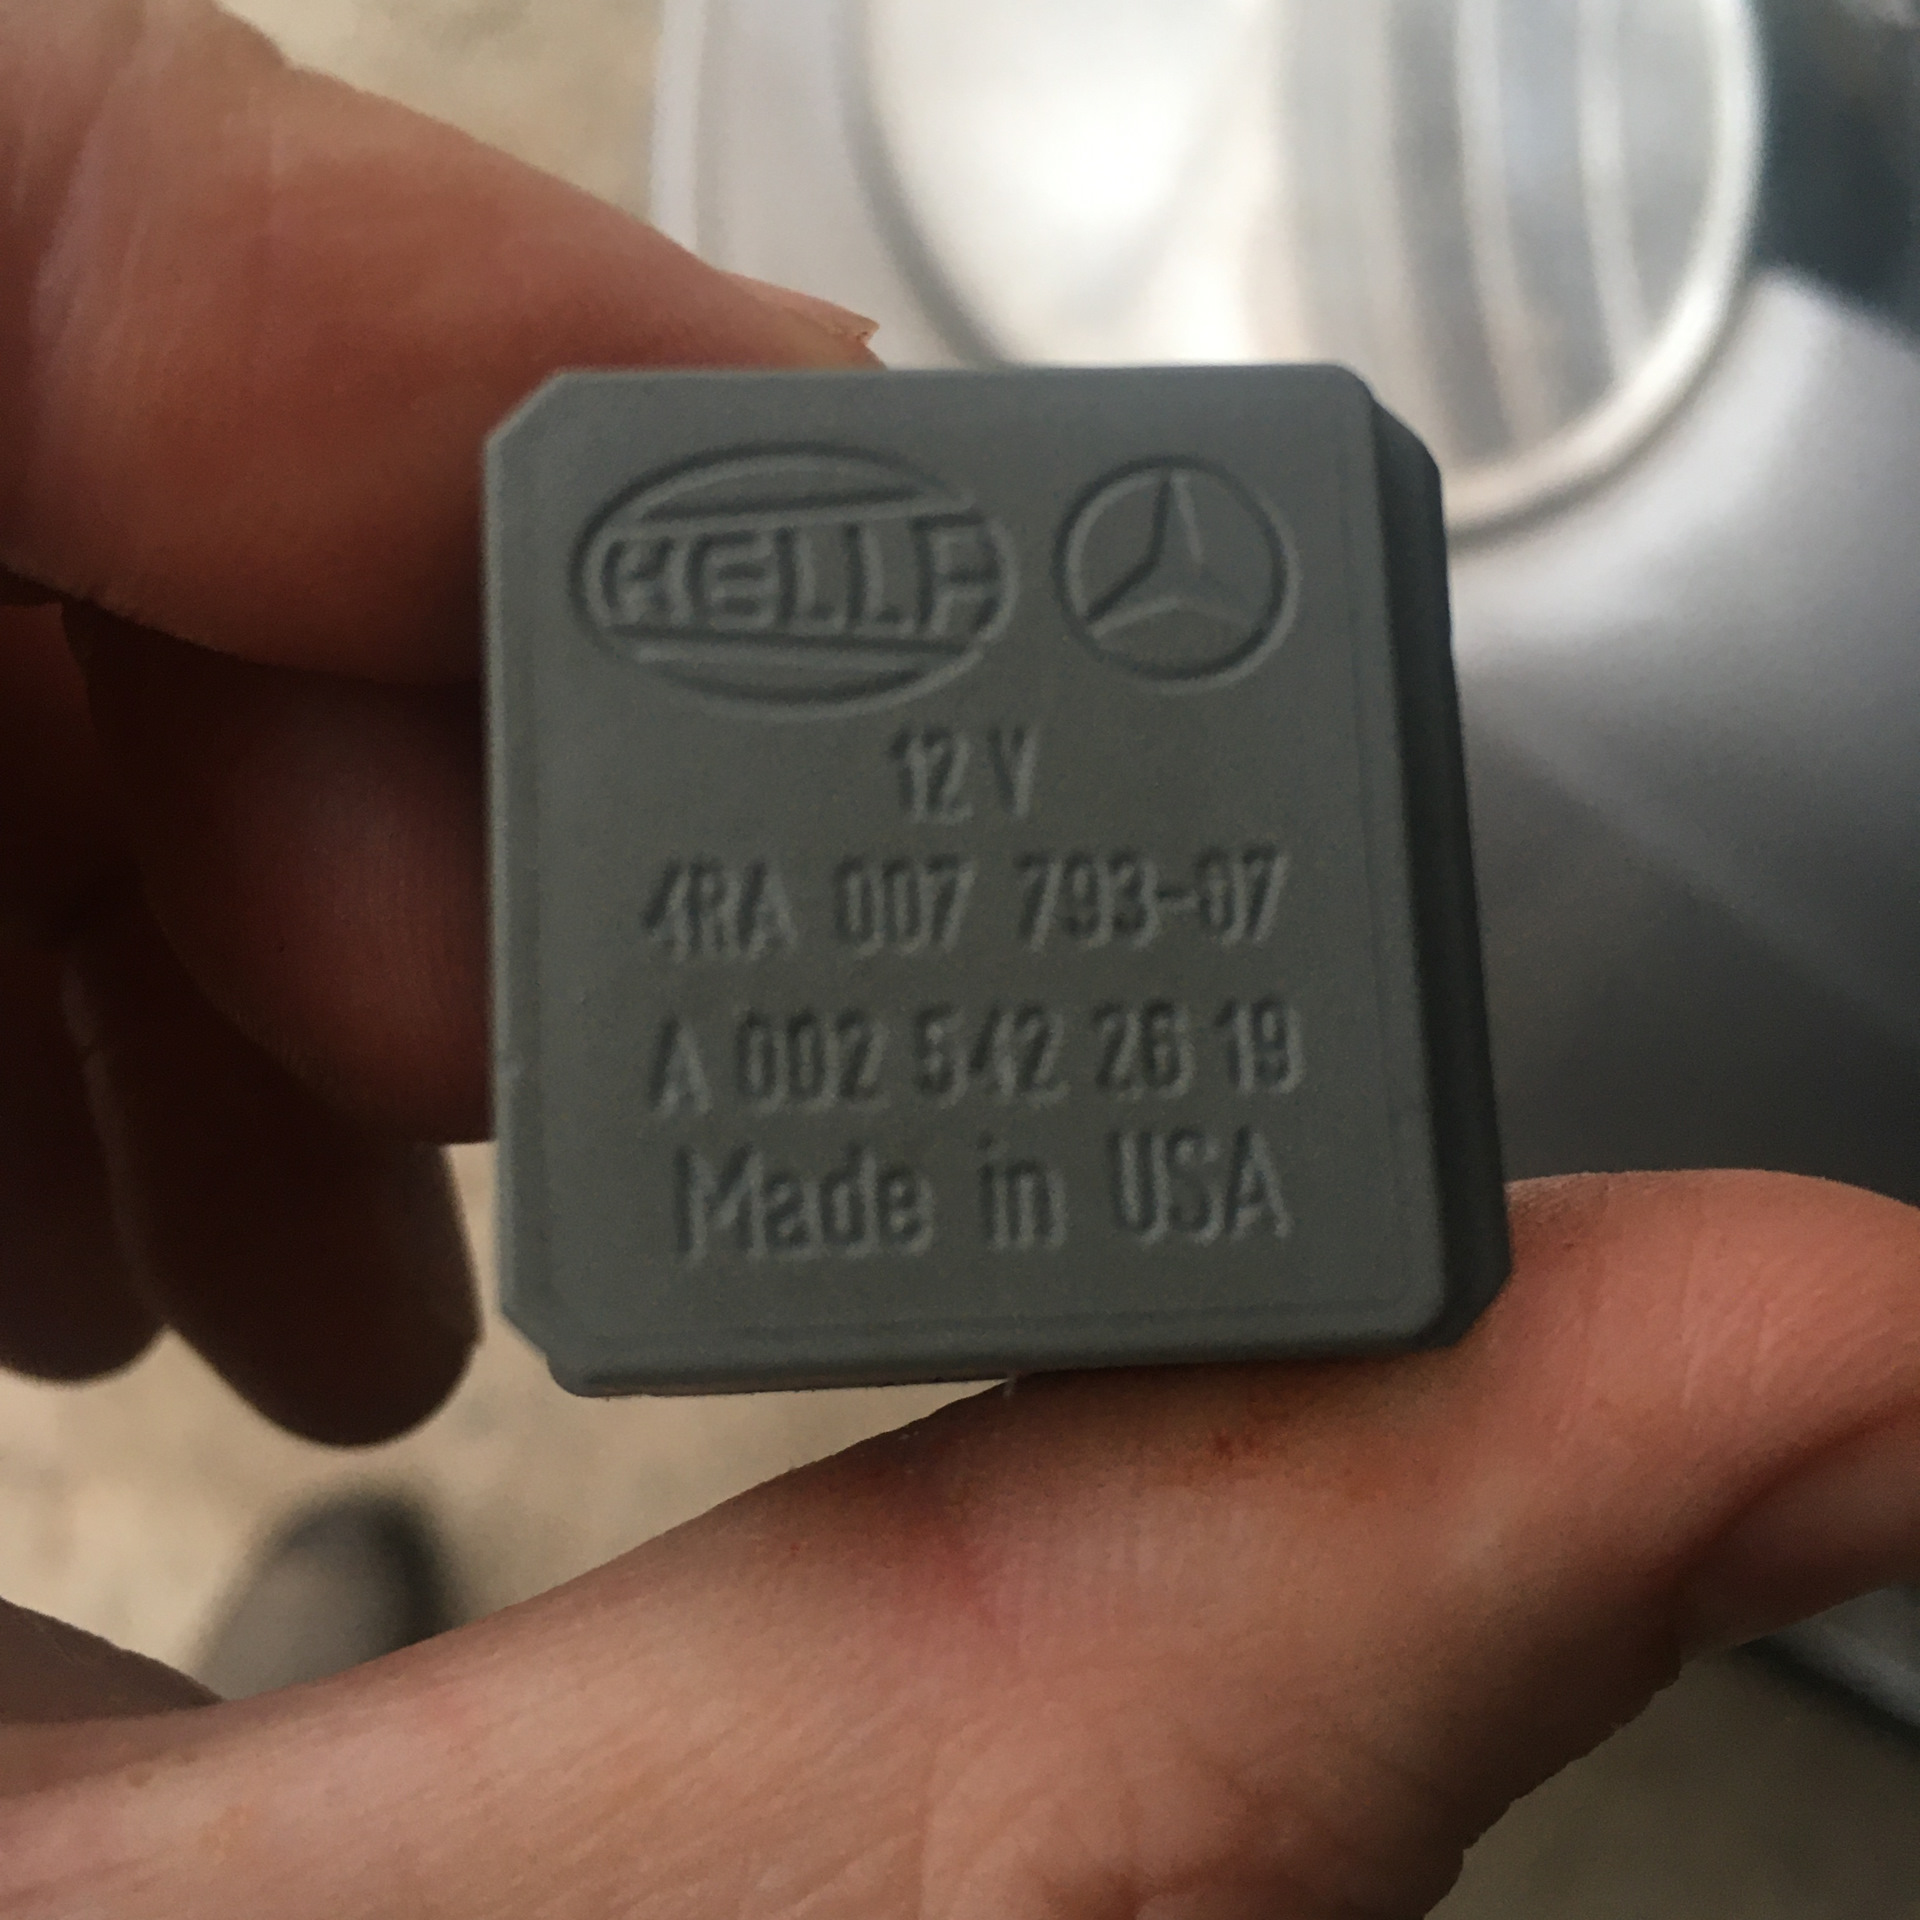 HELLA
12 V
4RA 007 793-07
A 002 542 26 19
Made in USA